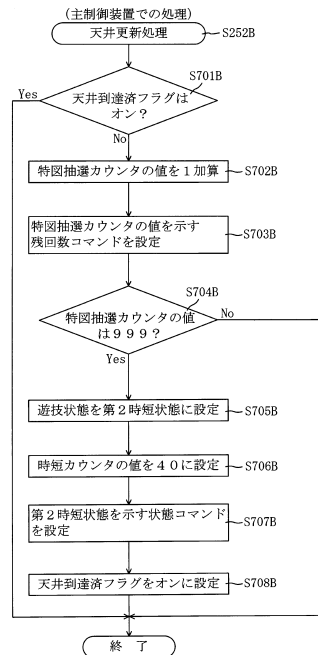 (主制御装置での処理)
天井更新処理
S252B
S701B
天井到達済フラグは
オン?
Yes
No
特図抽選カウンタの値を1加算
S702B
特図抽選カウンタの値を示す
残回数コマンドを設定
S703B
S704B
特図抽選カウンタの値
は999?
No
Yes
遊技状態を第2時短状態に設定
S705B
時短カウンタの値を40に設定
S706B
第2時短状態を示す状態コマンド
を設定
S707B
天井到達済フラグをオンに設定
S708B
終 了